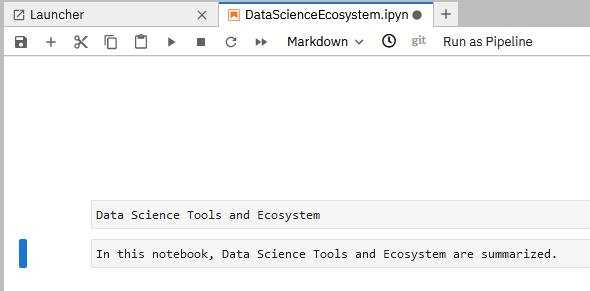 Launcher
DataScienceEcosystem.ipyn
Markdown git Run as Pipeline
Data Science Tools and Ecosystem
In this notebook, Data Science Tools and Ecosystem are summarized.